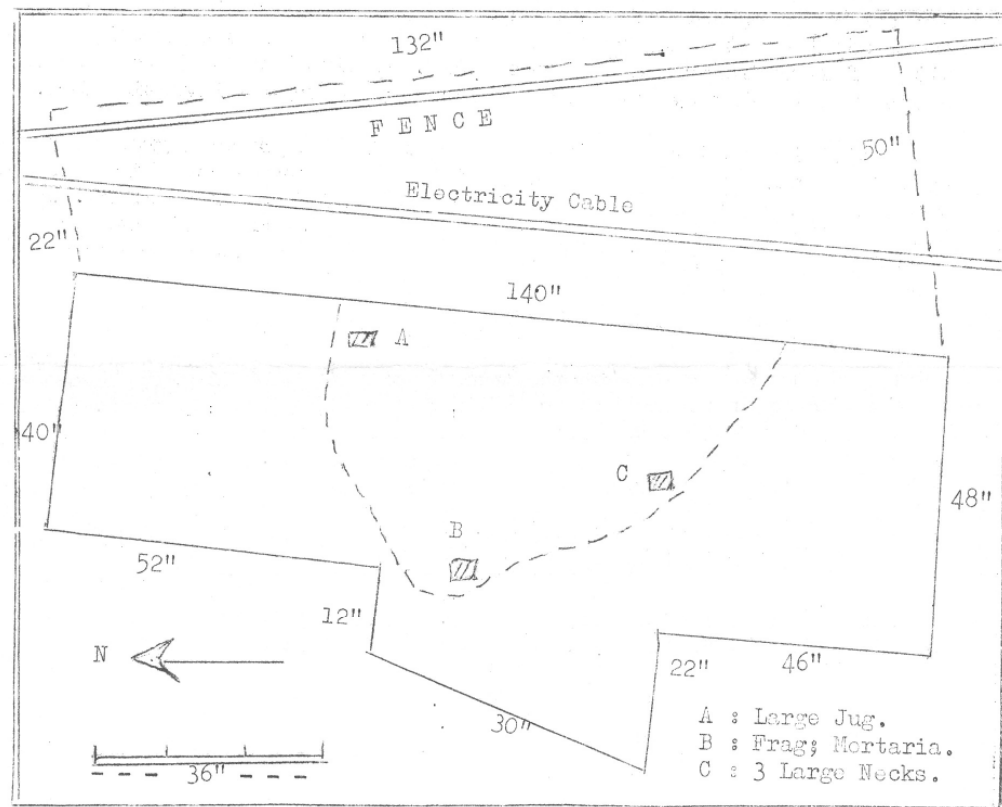 132"
F E N C E
50"
Electricity Cable
22"
140"
A
40"
C
48"
B
52"
12"
N
22"
46"
30"
36"
A : Large Jug.
B : Frag; Mortaria.
C : 3 Large Necks.